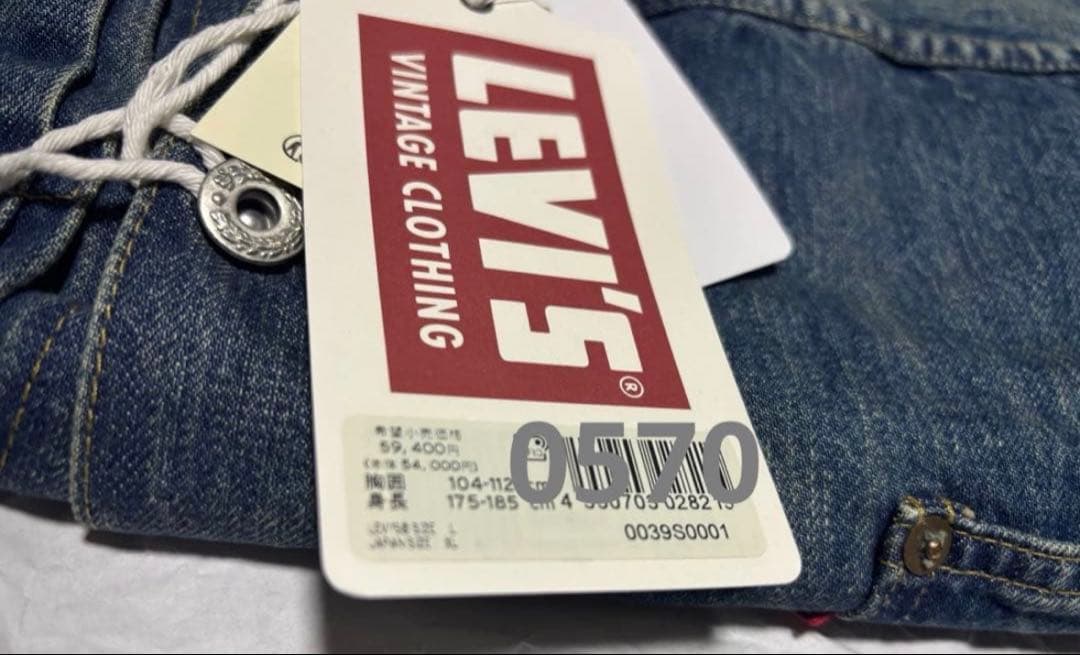 LEVI'S®
VINTAGE CLOTHING
希望小売価格
59,400円
(本体 54,000円)
胸囲 104-112 cm
身長 175-185 cm
0570
0039S0001
LEVI'S® SIZE L
JAPAN SIZE XL